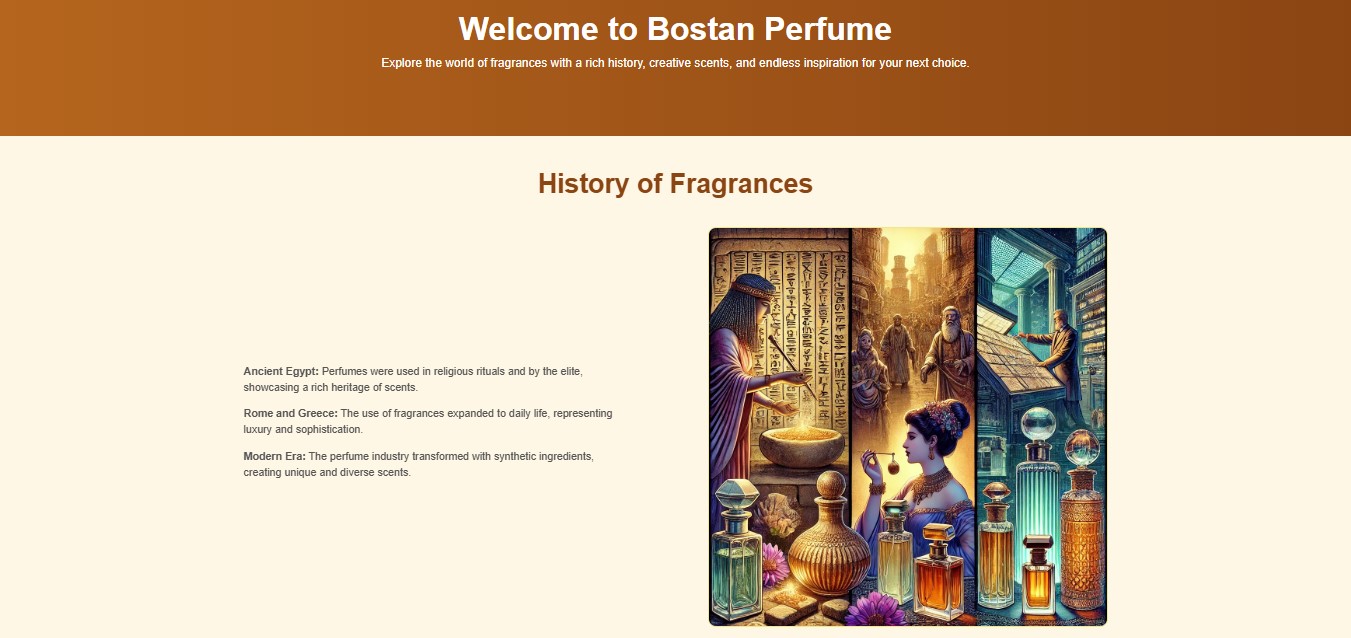 Welcome to Bostan Perfume
Explore the world of fragrances with a rich history, creative scents, and endless inspiration for your next choice.
History of Fragrances
Ancient Egypt: Perfumes were used in religious rituals and by the elite,
showcasing a rich heritage of scents.
Rome and Greece: The use of fragrances expanded to daily life, representing
luxury and sophistication.
Modern Era: The perfume industry transformed with synthetic ingredients,
creating unique and diverse scents.